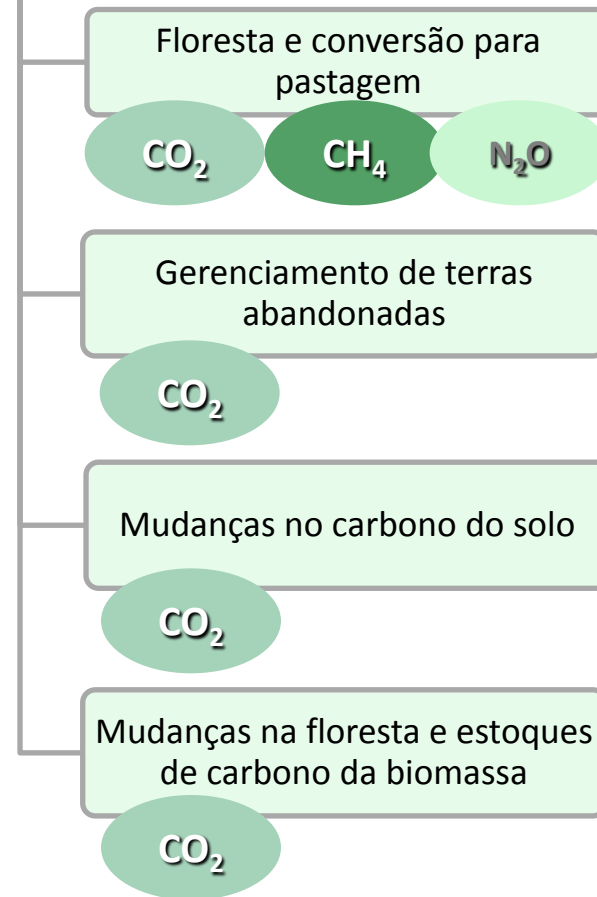 Floresta e conversão para
pastagem
CO₂ CH₄ N₂O
Gerenciamento de terras
abandonadas
CO₂
Mudanças no carbono do solo
CO₂
Mudanças na floresta e estoques
de carbono da biomassa
CO₂